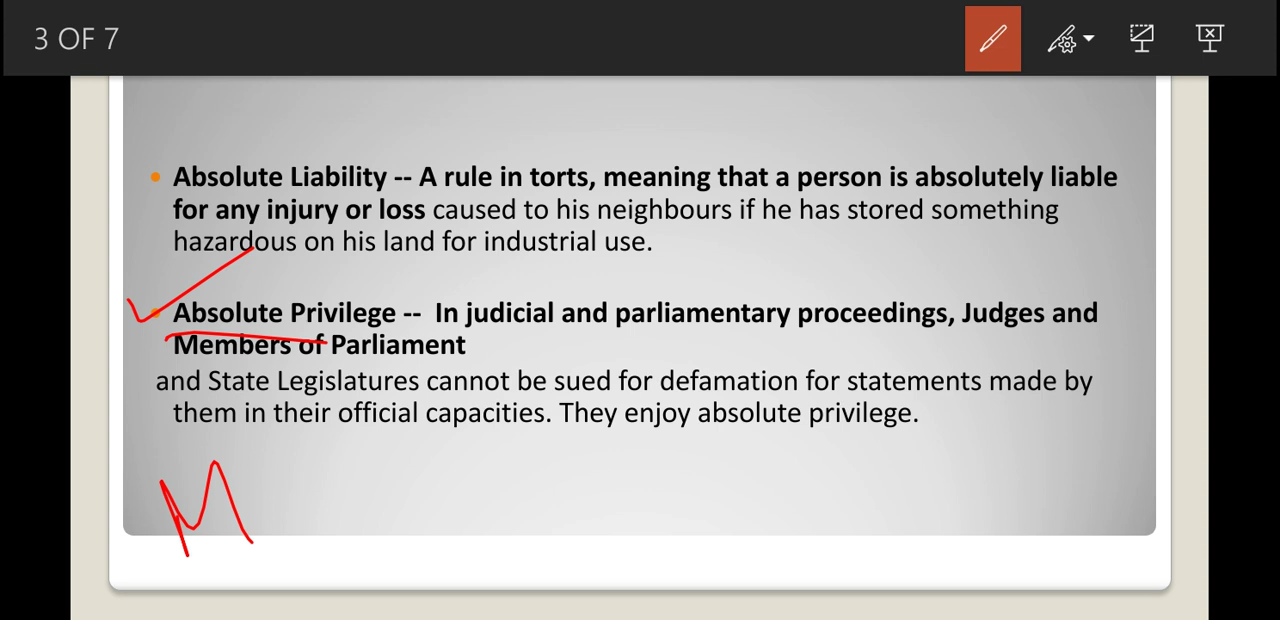 3 OF 7
Absolute Liability -- A rule in torts, meaning that a person is absolutely liable
for any injury or loss caused to his neighbours if he has stored something
hazardous on his land for industrial use.
Absolute Privilege -- In judicial and parliamentary proceedings, Judges and
Members of Parliament
and State Legislatures cannot be sued for defamation for statements made by
them in their official capacities. They enjoy absolute privilege.
M